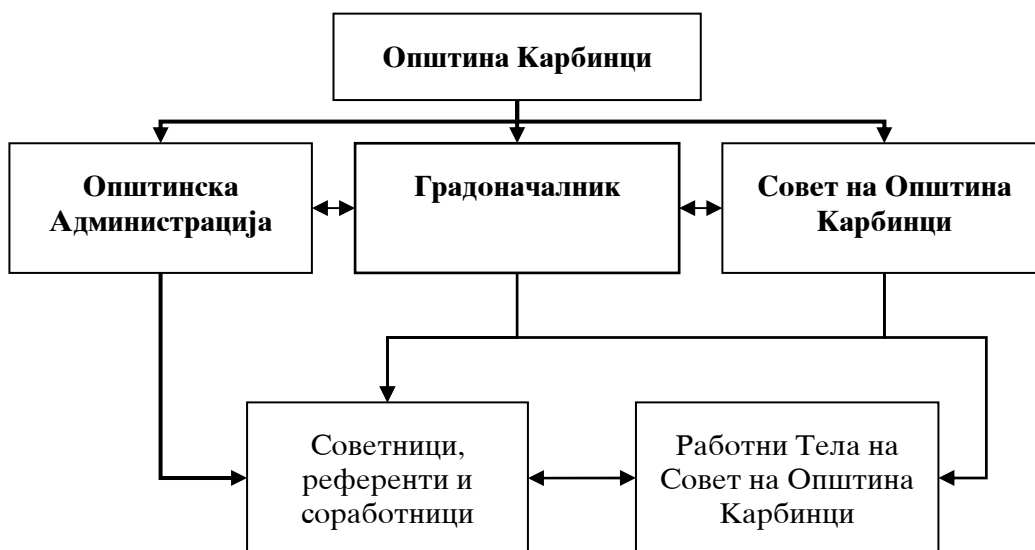 Општина Карбинци
Општинска
Администрација
Градоначалник
Совет на Општина
Карбинци
Советници,
референти и
соработници
Работни Тела на
Совет на Општина
Карбинци